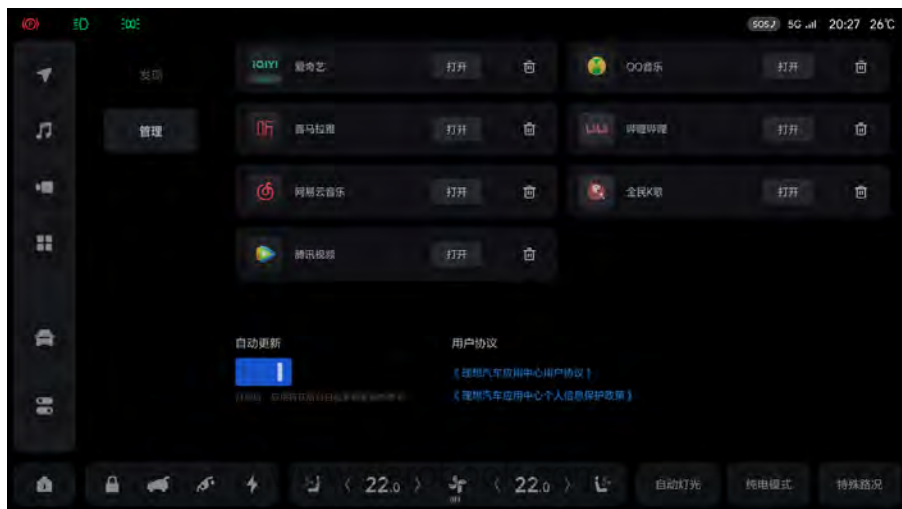 SOS
5G
20:27
26℃
发现
管理
iQIYI
爱奇艺
打开
QQ音乐
打开
听
喜马拉雅
打开
哔哩哔哩
打开
网易云音乐
打开
全民K歌
打开
腾讯视频
打开
自动更新
用户协议
《理想汽车应用中心用户协议》
《理想汽车应用中心个人信息保护政策》
22.0
OFF
22.0
自动灯光
纯电模式
特殊路况